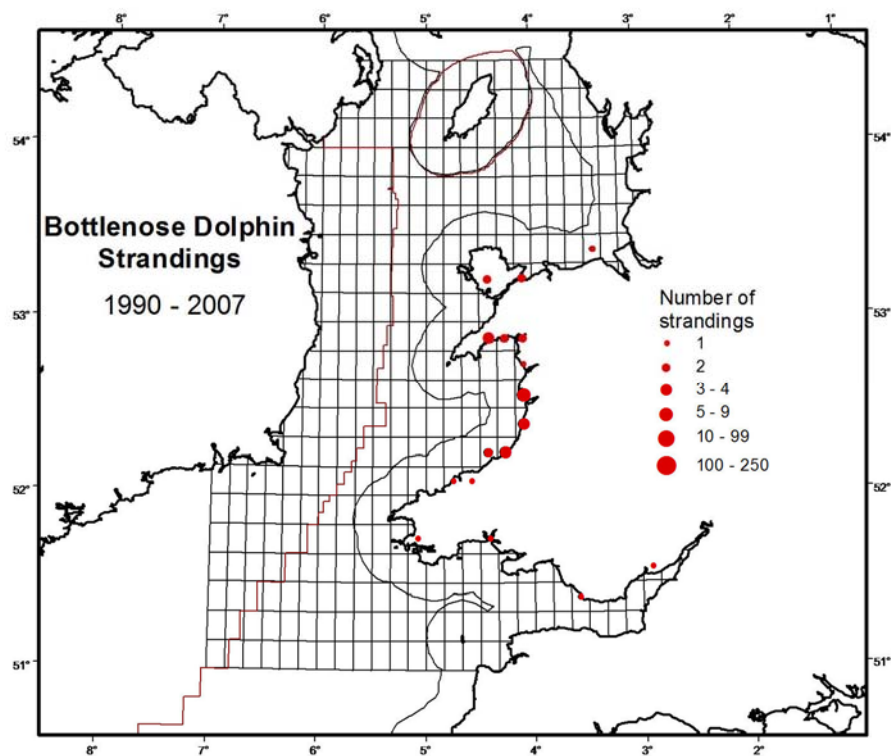 8° 7° 6° 5° 4° 3° 2° 1°
54° 54°
Bottlenose Dolphin
Strandings
1990 - 2007
53° 53°
Number of
strandings
1
2
3 - 4
5 - 9
10 - 99
100 - 250
52° 52°
51° 51°
8° 7° 6° 5° 4° 3° 2°